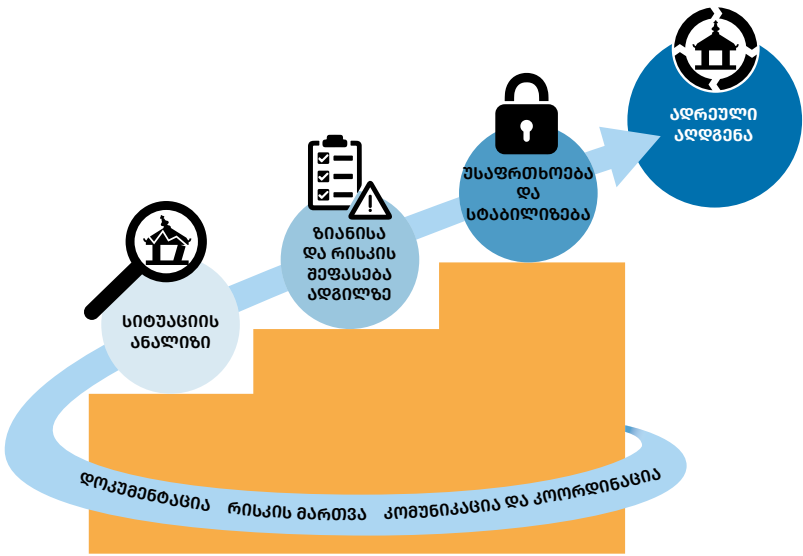 სიტუაციის
ანალიზი
ზიანისა
და რისკის
შეფასება
ადგილზე
უსაფრთხოება
და
სტაბილიზება
ადრეული
აღდგენა
დოკუმენტაცია რისკის მართვა კომუნიკაცია და კოორდინაცია